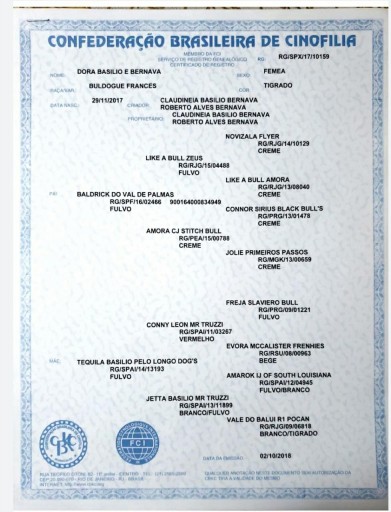 CONFEDERAÇÃO BRASILEIRA DE CINOFILIA
MEMBRO DA FCI
SERVIÇO DE REGISTRO GENEALÓGICO
CERTIFICADO DE REGISTRO
RG: RG/SPX/17/10159
NOME: DORA BASILIO E BERNAVA SEXO: FEMEA
RAÇA/VAR: BULDOGUE FRANCÊS COR: TIGRADO
DATA NASC: 29/11/2017 CRIADOR: CLAUDINEIA BASILIO BERNAVA
ROBERTO ALVES BERNAVA
PROPRIETÁRIO: CLAUDINEIA BASILIO BERNAVA
ROBERTO ALVES BERNAVA
NOVIZALA FLYER
RG/RJG/14/10129
CREME
LIKE A BULL ZEUS
RG/RJG/15/04488
FULVO
LIKE A BULL AMORA
RG/RJG/13/08040
CREME
PAI: BALDRICK DO VAL DE PALMAS
RG/SPF/16/02466 900164000834949
FULVO
CONNOR SIRIUS BLACK BULL'S
RG/PRG/13/01478
CREME
AMORA CJ STITCH BULL
RG/PEA/15/00788
CREME
JOLIE PRIMEIROS PASSOS
RG/MGK/13/00659
CREME
FREJA SLAVIERO BULL
RG/PRG/09/01221
FULVO
CONNY LEON MR TRUZZI
RG/SPAI/11/03267
VERMELHO
EVORA MCCALISTER FRENHIES
RG/RSU/08/00963
BEGE
MAE: TEQUILA BASILIO PELO LONGO DOG'S
RG/SPAI/14/13193
FULVO
AMAROK IJ OF SOUTH LOUISIANA
RG/SPAI/12/04945
FULVO/BRANCO
JETTA BASILIO MR TRUZZI
RG/SPAI/13/11899
BRANCO/FULVO
VALE DO BALUI R1 POCAN
RG/RJG/09/06818
BRANCO/TIGRADO
CBKC
FCI
DATA DA EMISSÃO 02/10/2018